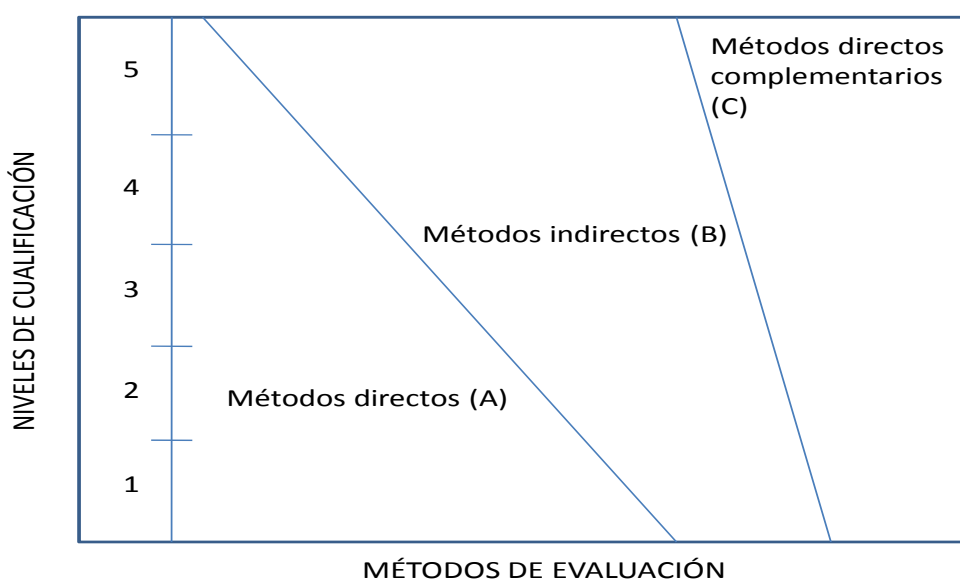 NIVELES DE CUALIFICACIÓN
5
4
3
2
1
Métodos directos
complementarios
(C)
Métodos indirectos (B)
Métodos directos (A)
MÉTODOS DE EVALUACIÓN